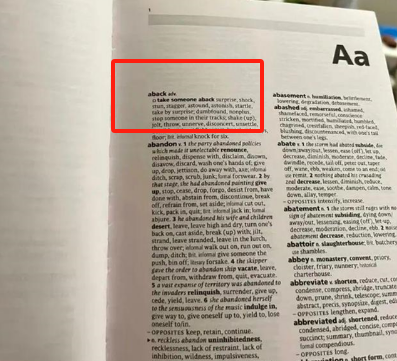 1
Aa
aback adv.
take someone aback surprise, shock,
stun, stagger, astound, astonish, startle,
take by surprise; dumbfound, nonplus,
stop someone in their tracks; shake (up),
jolt, throw, unnerve, disconcert, unsettle,
floor; Brit. informal knock for six.
abandon v. 1 the party abandoned policies
which made it unelectable renounce,
relinquish, dispense with, disclaim, disown,
disavow, discard, wash one's hands of; give
up, drop, jettison, do away with, axe; informal
ditch, scrap, scrub, junk; formal forswear. 2 by
that stage, she had abandoned painting give
up, stop, cease, drop, forgo, desist from, have
done with, abstain from, discontinue, break
off, refrain from, set aside; informal cut out,
kick, pack in, quit; Brit. informal jack in; formal
abjure. 3 he abandoned his wife and children
desert, leave, leave high and dry, turn one's
back on, cast aside, break (up) with; jilt,
strand, leave stranded, leave in the lurch,
throw over; informal walk out on, run out on,
dump, ditch; Brit. informal give someone the
push, bin off; literary forsake. 4 the skipper
gave the order to abandon ship vacate, leave,
depart from, withdraw from, quit, evacuate.
5 a vast expanse of territory was abandoned to
the invaders relinquish, surrender, give up,
cede, yield, leave. 6 she abandoned herself
to the sensuousness of the music indulge in,
give way to, give oneself up to, yield to, lose
oneself to/in.
OPPOSITES keep, retain, continue.
n. reckless abandon uninhibitedness,
recklessness, lack of restraint, lack of
inhibition, wildness, impulsiveness,
abasement n. humiliation, belittlement,
lowering, degradation, debasement.
abashed adj. embarrassed, ashamed,
shamefaced, remorseful, conscience
stricken, mortified, humiliated, humbled,
chagrined, crestfallen, sheepish, red-faced,
blushing, discountenanced, with one's tail
between one's legs.
abate v. 1 the storm had abated subside, die
down/away/out, lessen, ease (off), let up,
decrease, diminish, moderate, decline, fade,
dwindle, recede, tail off, peter out, taper
off, wane, ebb, weaken, come to an end;
2 nothing abated his crusading
zeal decrease, lessen, diminish, reduce,
moderate, ease, soothe, dampen, calm, tone
down, allay, temper.
OPPOSITES intensify, increase.
abatement n. 1 the storm still rages with no
sign of abatement subsiding, dying down/
away/out, lessening, easing (off), let-up,
decrease, moderation, decline, ebb. 2 noise
abatement decrease, reduction, lowering.
abattoir n. slaughterhouse; Brit. butchery
shambles.
abbey n. monastery, convent, priory,
cloister, friary, nunnery;
charterhouse.
abbreviate v. shorten, reduce, cut,
condense, compress, abridge, truncate,
prune, shrink, telescope,
abstract, precis, synopsize, digest,
OPPOSITES lengthen, expand.
abbreviated adj. shortened, reduced,
condensed, abridged, concise,
succinct; summary, thumbnail,
formal compendious.
OPPOSITES long.
abbreviation n. short form,